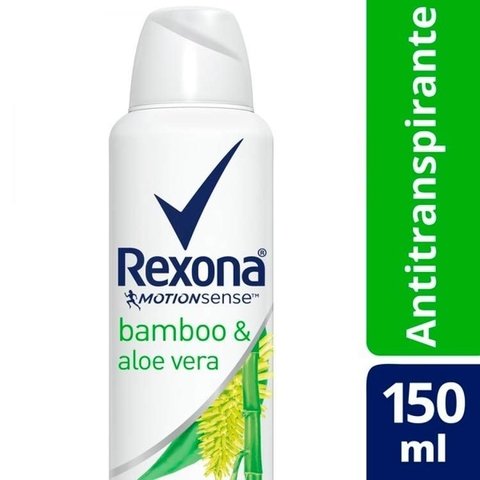 Rexona®
MOTIONsense™
bamboo &
aloe vera
Antitranspirante
150
ml